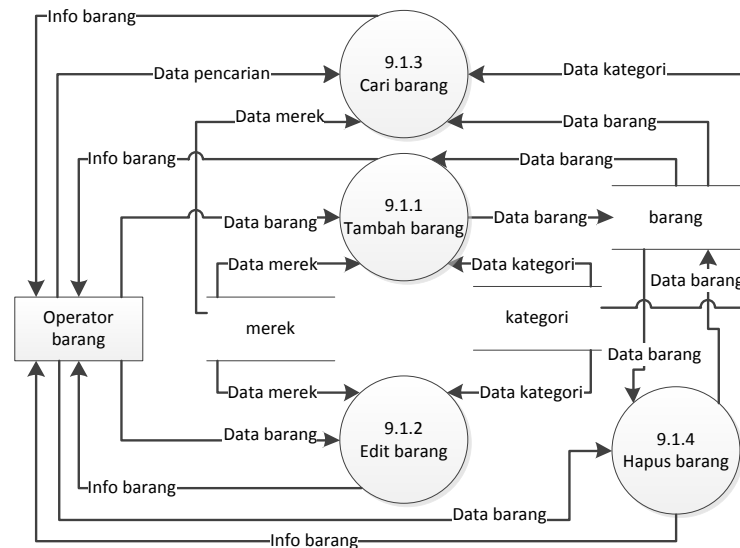 Info barang
9.1.3
Cari barang
Data pencarian
Data kategori
Data merek
Data barang
Info barang
Data barang
9.1.1
Tambah barang
Data barang
Data barang
barang
Data merek
Data kategori
Data barang
Operator
barang
merek
kategori
Data barang
Data merek
Data kategori
9.1.2
Edit barang
Data barang
9.1.4
Hapus barang
Info barang
Data barang
Info barang